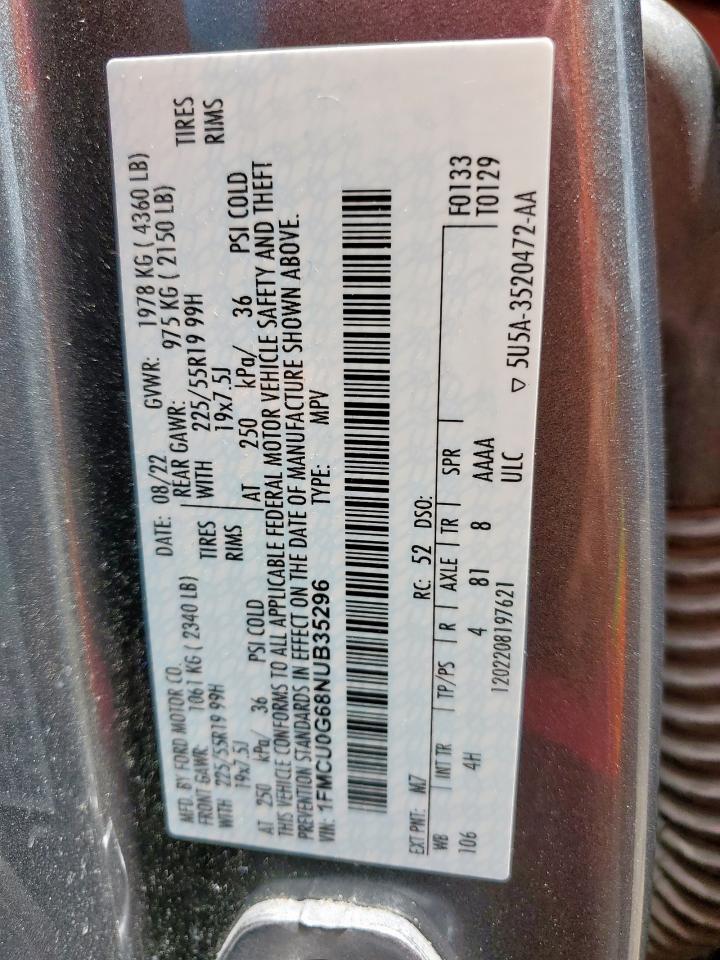 MFD. BY FORD MOTOR CO. DATE: 08/22 GVWR: 1978 KG ( 4360 LB)
FRONT GAWR: 1061 KG ( 2340 LB) REAR GAWR: 975 KG ( 2150 LB)
WITH 225/55R19 99H TIRES WITH 225/55R19 99H TIRES
19x7.5J RIMS 19x7.5J RIMS
AT 250 kPa/ 36 PSI COLD AT 250 kPa/ 36 PSI COLD
THIS VEHICLE CONFORMS TO ALL APPLICABLE FEDERAL MOTOR VEHICLE SAFETY AND THEFT
PREVENTION STANDARDS IN EFFECT ON THE DATE OF MANUFACTURE SHOWN ABOVE.
VIN: 1FMCU0G68NUB35296 TYPE: MPV
EXT PNT: M7 RC: 52 DSO: F0133
WB INT TR TP/PS R AXLE TR SPR T0129
106 4H 4 81 8 AAAA
1202208197621 ULC
▽ 5U5A-3520472-AA